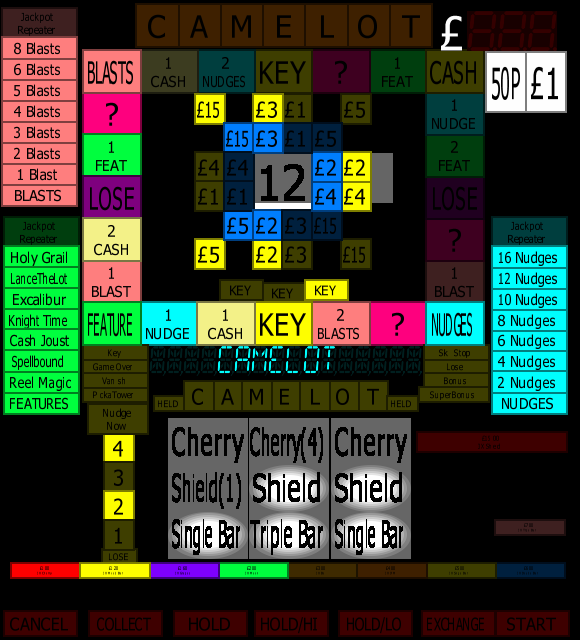 Jackpot
Repeater
8 Blasts
6 Blasts
5 Blasts
4 Blasts
3 Blasts
2 Blasts
1 Blast
BLASTS
C A M E L O T
£
50P £1
BLASTS
1
CASH
2
NUDGES
KEY
?
1
FEAT
CASH
?
1
FEAT
LOSE
2
CASH
1
BLAST
1
NUDGE
2
FEAT
LOSE
?
1
BLAST
£15 £3 £1 £5
£15 £3 £1 £5
£4 £4 £2 £2
12
£1 £1 £4 £4
£5 £2 £3 £15
£5 £2 £3 £15
KEY KEY KEY
FEATURE
1
NUDGE
1
CASH
KEY
2
BLASTS
?
NUDGES
Jackpot
Repeater
Holy Grail
LanceTheLot
Excalibur
Knight Time
Cash Joust
Spellbound
Reel Magic
FEATURES
Jackpot
Repeater
16 Nudges
12 Nudges
10 Nudges
8 Nudges
6 Nudges
4 Nudges
2 Nudges
NUDGES
Key
GameOver
Vanish
PickaTower
CAMELOT
Sk Stop
Lose
Bonus
SuperBonus
HELD C A M E L O T HELD
Nudge
Now
4
3
2
1
LOSE
Cherry Cherry(4) Cherry
Shield(1) Shield Shield
Single Bar Triple Bar Single Bar
CANCEL COLLECT HOLD HOLD/HI HOLD/LO EXCHANGE START